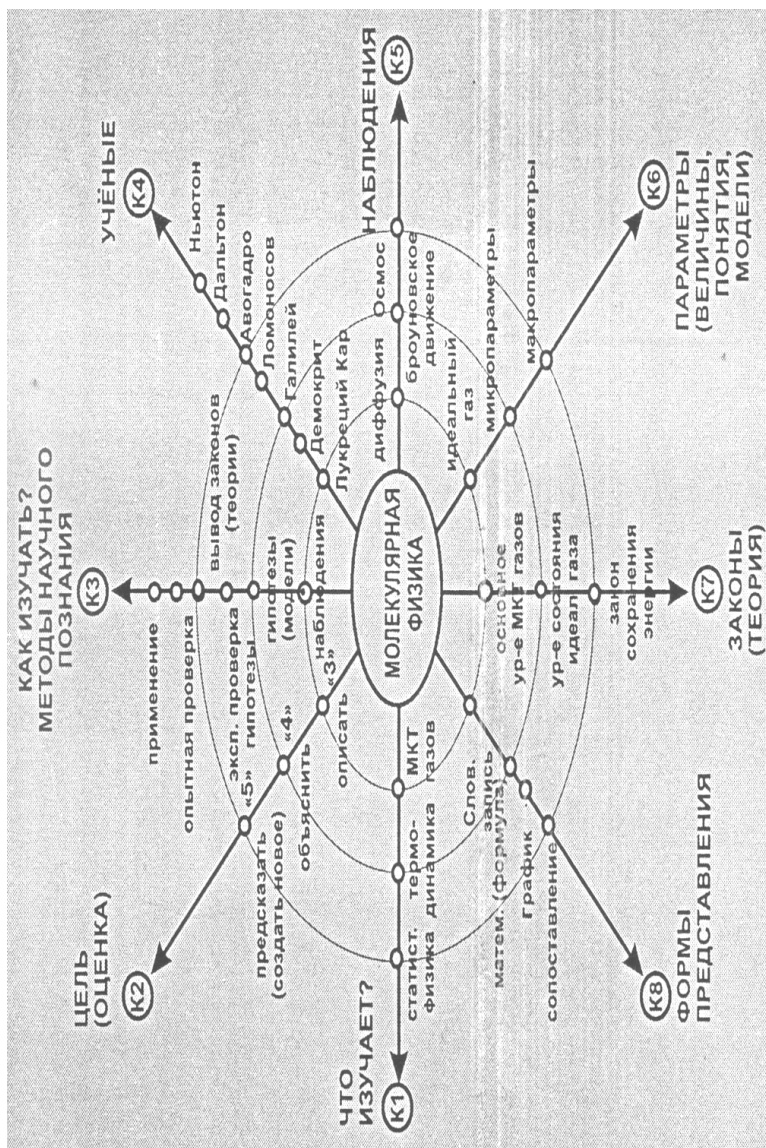 КАК ИЗУЧАТЬ?
МЕТОДЫ НАУЧНОГО
ПОЗНАНИЯ
К3
применение
опытная проверка
вывод законов
(теории)
эксп. проверка
гипотезы
гипотезы
(модели)
наблюдения
ЦЕЛЬ
(ОЦЕНКА)
К2
«5»
предсказать
(создать новое)
«4»
объяснить
«3»
описать
УЧЁНЫЕ
К4
Ньютон
Дальтон
Авогадро
Ломоносов
Галилей
Демокрит
Лукреций Кар
ЧТО
ИЗУЧАЕТ?
К1
статист.
физика
термо-
динамика
МКТ
газов
МОЛЕКУЛЯРНАЯ
ФИЗИКА
НАБЛЮДЕНИЯ
К5
диффузия
броуновское
движение
Осмос
К8
ФОРМЫ
ПРЕДСТАВЛЕНИЯ
Слов.
запись
матем. (формула)
График
сопоставление
К7
ЗАКОНЫ
(ТЕОРИЯ)
основное
ур-е МКТ газов
ур-е состояния
идеал. газа
закон
сохранения
энергии
К6
ПАРАМЕТРЫ
(ВЕЛИЧИНЫ,
ПОНЯТИЯ,
МОДЕЛИ)
идеальный
газ
микропараметры
макропараметры